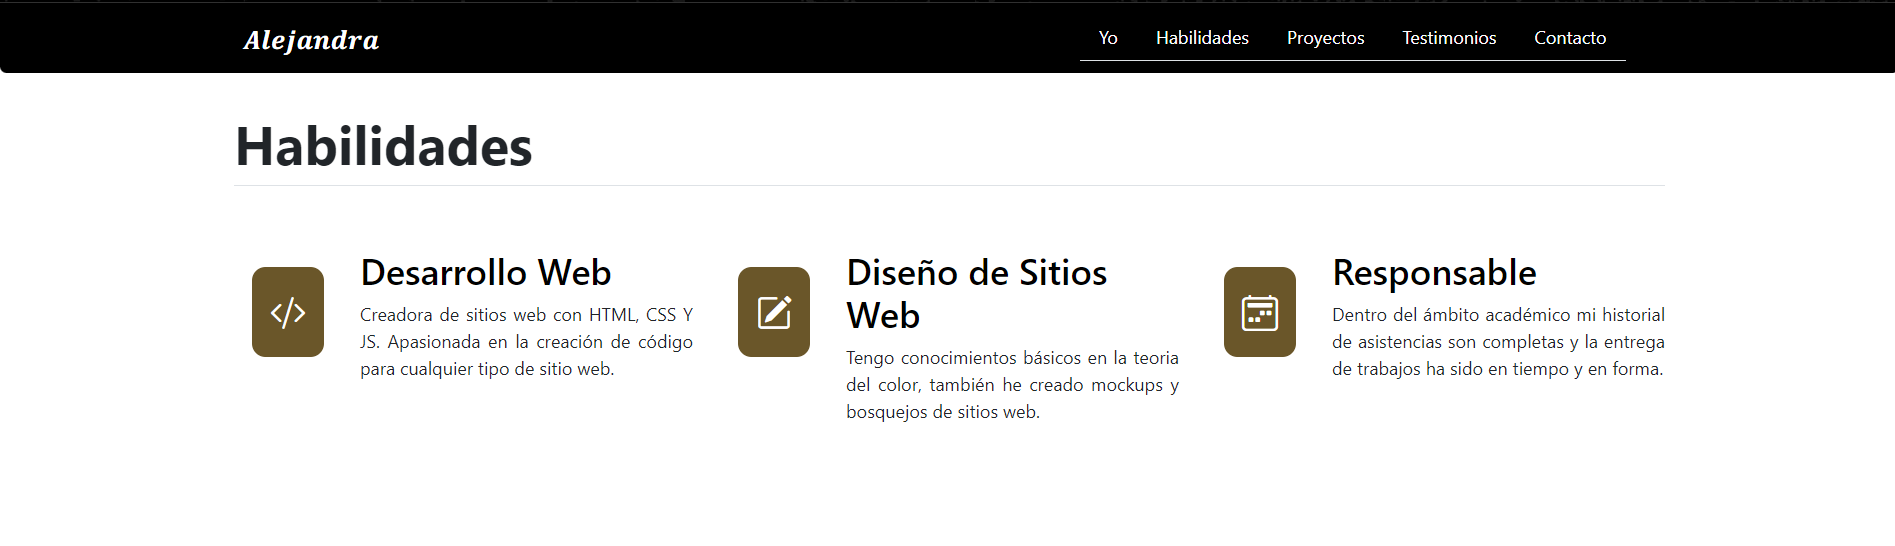 Alejandra
Yo Habilidades Proyectos Testimonios Contacto
Habilidades
Desarrollo Web
Creadora de sitios web con HTML, CSS Y
JS. Apasionada en la creación de código
para cualquier tipo de sitio web.
Diseño de Sitios
Web
Tengo conocimientos básicos en la teoria
del color, también he creado mockups y
bosquejos de sitios web.
Responsable
Dentro del ámbito académico mi historial
de asistencias son completas y la entrega
de trabajos ha sido en tiempo y en forma.